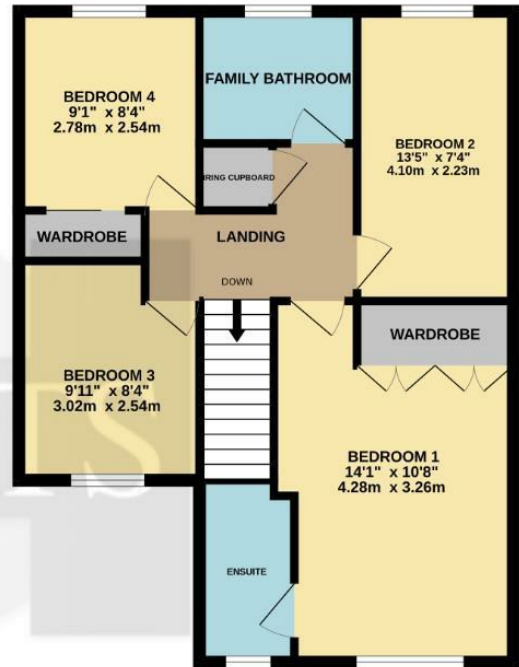 FAMILY BATHROOM
BEDROOM 4
9'1" x 8'4"
2.78m x 2.54m
BEDROOM 2
13'5" x 7'4"
4.10m x 2.23m
IRING CUPBOARD
WARDROBE
LANDING
DOWN
WARDROBE
BEDROOM 3
9'11" x 8'4"
3.02m x 2.54m
BEDROOM 1
14'1" x 10'8"
4.28m x 3.26m
ENSUITE